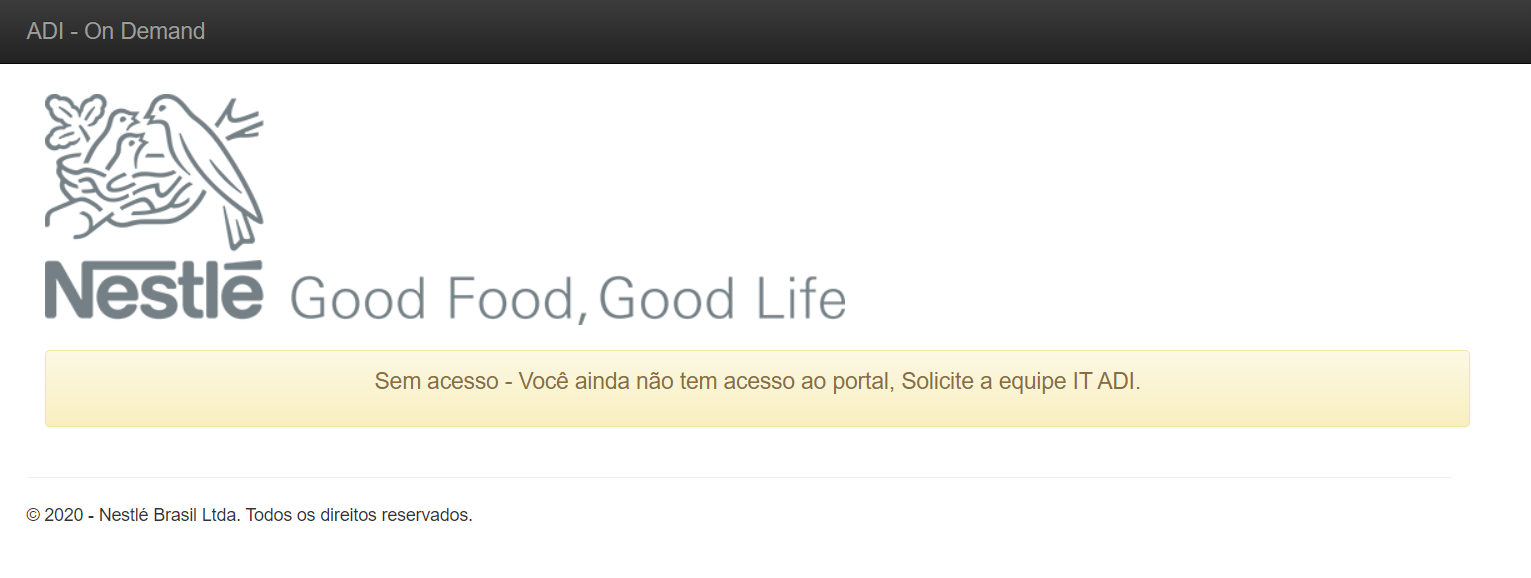 ADI - On Demand
Nestlé Good Food, Good Life
Sem acesso - Você ainda não tem acesso ao portal, Solicite a equipe IT ADI.
© 2020 - Nestlé Brasil Ltda. Todos os direitos reservados.